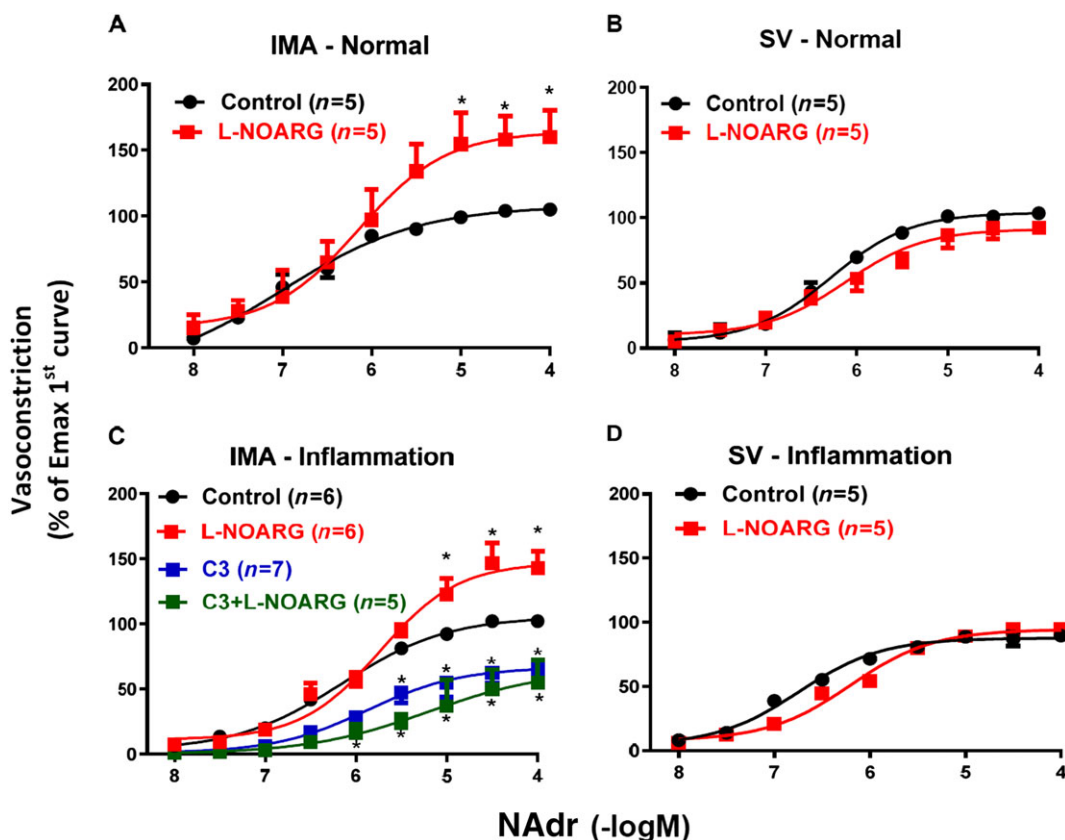 A
IMA - Normal
200
150
100
50
0
Control (n=5)
L-NOARG (n=5)
* * *
8 7 6 5 4
B
SV - Normal
200
150
100
50
0
Control (n=5)
L-NOARG (n=5)
8 7 6 5 4
Vasoconstriction
(% of Emax 1st curve)
C
IMA - Inflammation
200
150
100
50
0
Control (n=6)
L-NOARG (n=6)
C3 (n=7)
C3+L-NOARG (n=5)
* * *
* * * *
* * * * *
8 7 6 5 4
D
SV - Inflammation
200
150
100
50
0
Control (n=5)
L-NOARG (n=5)
8 7 6 5 4
NAdr (-logM)